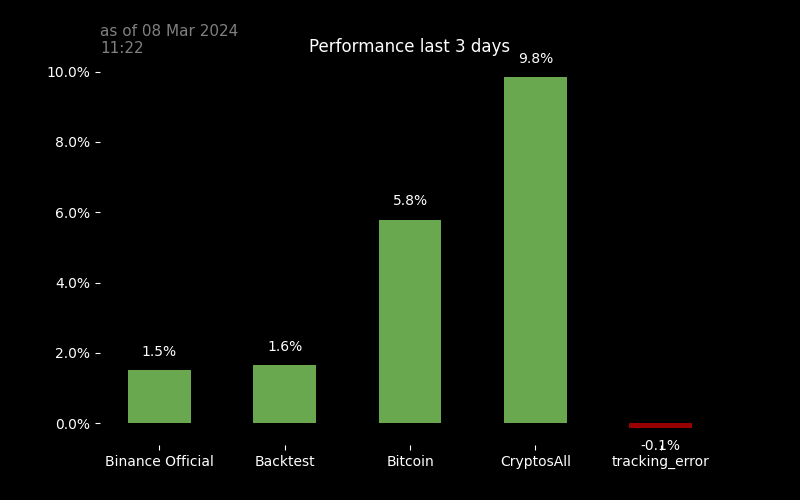 as of 08 Mar 2024
11:22
Performance last 3 days
10.0%
8.0%
6.0%
4.0%
2.0%
0.0%
1.5%
1.6%
5.8%
9.8%
-0.1%
Binance Official
Backtest
Bitcoin
CryptosAll
tracking_error